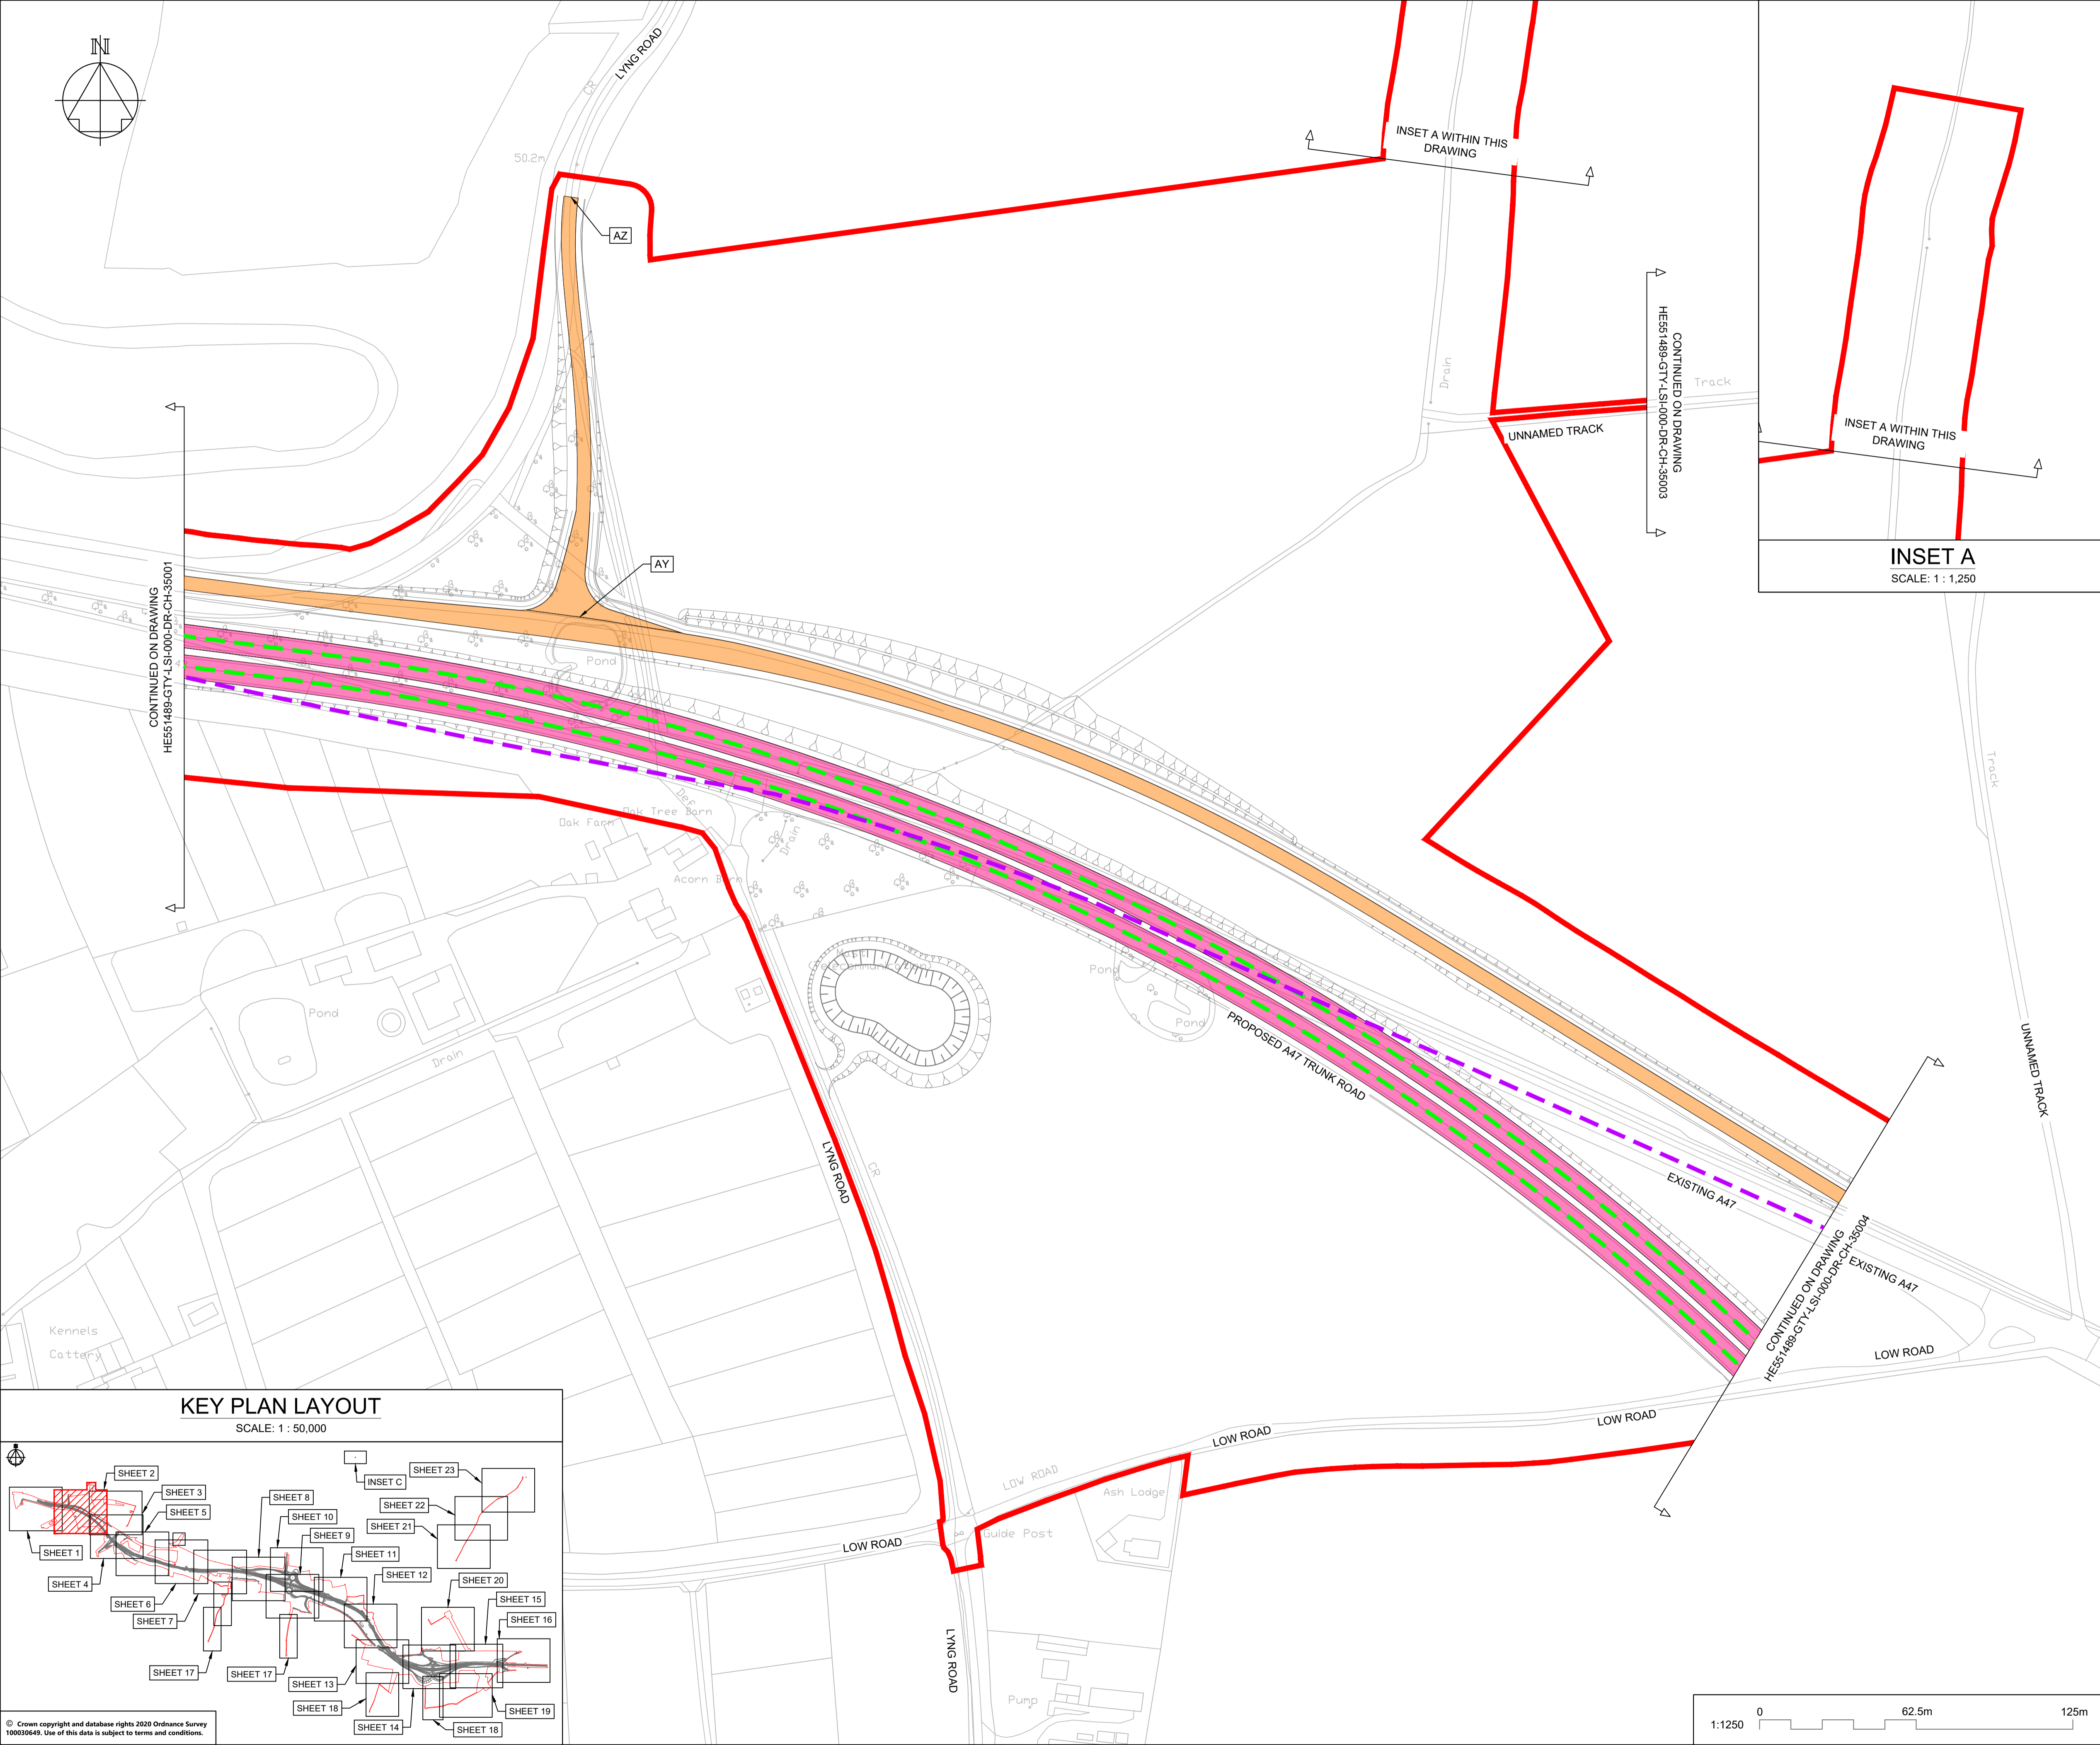 N
LYNG ROAD
CR
50.2m
AZ
INSET A WITHIN THIS
DRAWING
CONTINUED ON DRAWING
HE551489-GTY-LSI-000-DR-CH-35003
Drain
Track
UNNAMED TRACK
INSET A WITHIN THIS
DRAWING
INSET A
SCALE: 1 : 1,250
AY
CONTINUED ON DRAWING
HE551489-GTY-LSI-000-DR-CH-35001
Pond
Def
Oak Tree Barn
Oak Farm
Drain
Acorn Barn
Pond
Pond
Pond
Drain
PROPOSED A47 TRUNK ROAD
Track
UNNAMED TRACK
LYNG ROAD
CR
EXISTING A47
CONTINUED ON DRAWING
HE551489-GTY-LSI-000-DR-CH-35004
EXISTING A47
LOW ROAD
LOW ROAD
LOW ROAD
LOW ROAD
Ash Lodge
Guide Post
LOW ROAD
LYNG ROAD
Pump
Kennels
Cattery
KEY PLAN LAYOUT
SCALE: 1 : 50,000
SHEET 2
SHEET 3
SHEET 5
SHEET 1
SHEET 4
SHEET 6
SHEET 7
SHEET 8
SHEET 10
SHEET 9
SHEET 11
SHEET 12
INSET C
SHEET 23
SHEET 22
SHEET 21
SHEET 20
SHEET 15
SHEET 16
SHEET 17
SHEET 17
SHEET 13
SHEET 18
SHEET 14
SHEET 18
SHEET 19
© Crown copyright and database rights 2020 Ordnance Survey
100030649. Use of this data is subject to terms and conditions.
1:1250
0
62.5m
125m